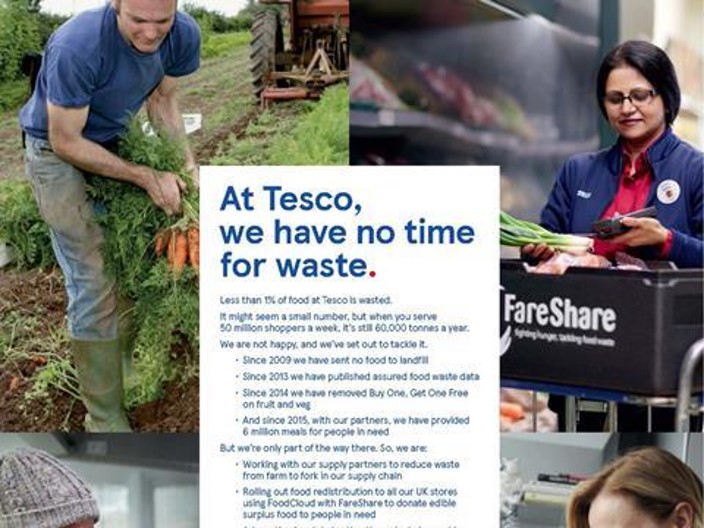 At Tesco,
we have no time
for waste.
Less than 1% of food at Tesco is wasted.
It might seem a small number, but when you serve
50 million shoppers a week, it's still 60,000 tonnes a year.
We are not happy, and we've set out to tackle it.
• Since 2009 we have sent no food to landfill
• Since 2013 we have published assured food waste data
• Since 2014 we have removed Buy One, Get One Free
on fruit and veg
• And since 2015, with our partners, we have provided
6 million meals for people in need
But we're only part of the way there. So, we are:
• Working with our supply partners to reduce waste
from farm to fork in our supply chain
• Rolling out food redistribution to all our UK stores
using FoodCloud with FareShare to donate edible
surplus food to people in need
FareShare
fighting hunger, tackling food waste